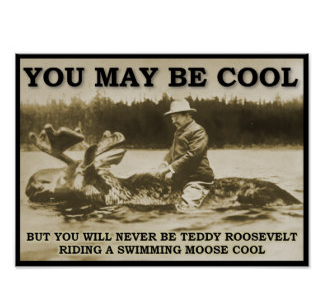 YOU MAY BE COOL
BUT YOU WILL NEVER BE TEDDY ROOSEVELT
RIDING A SWIMMING MOOSE COOL